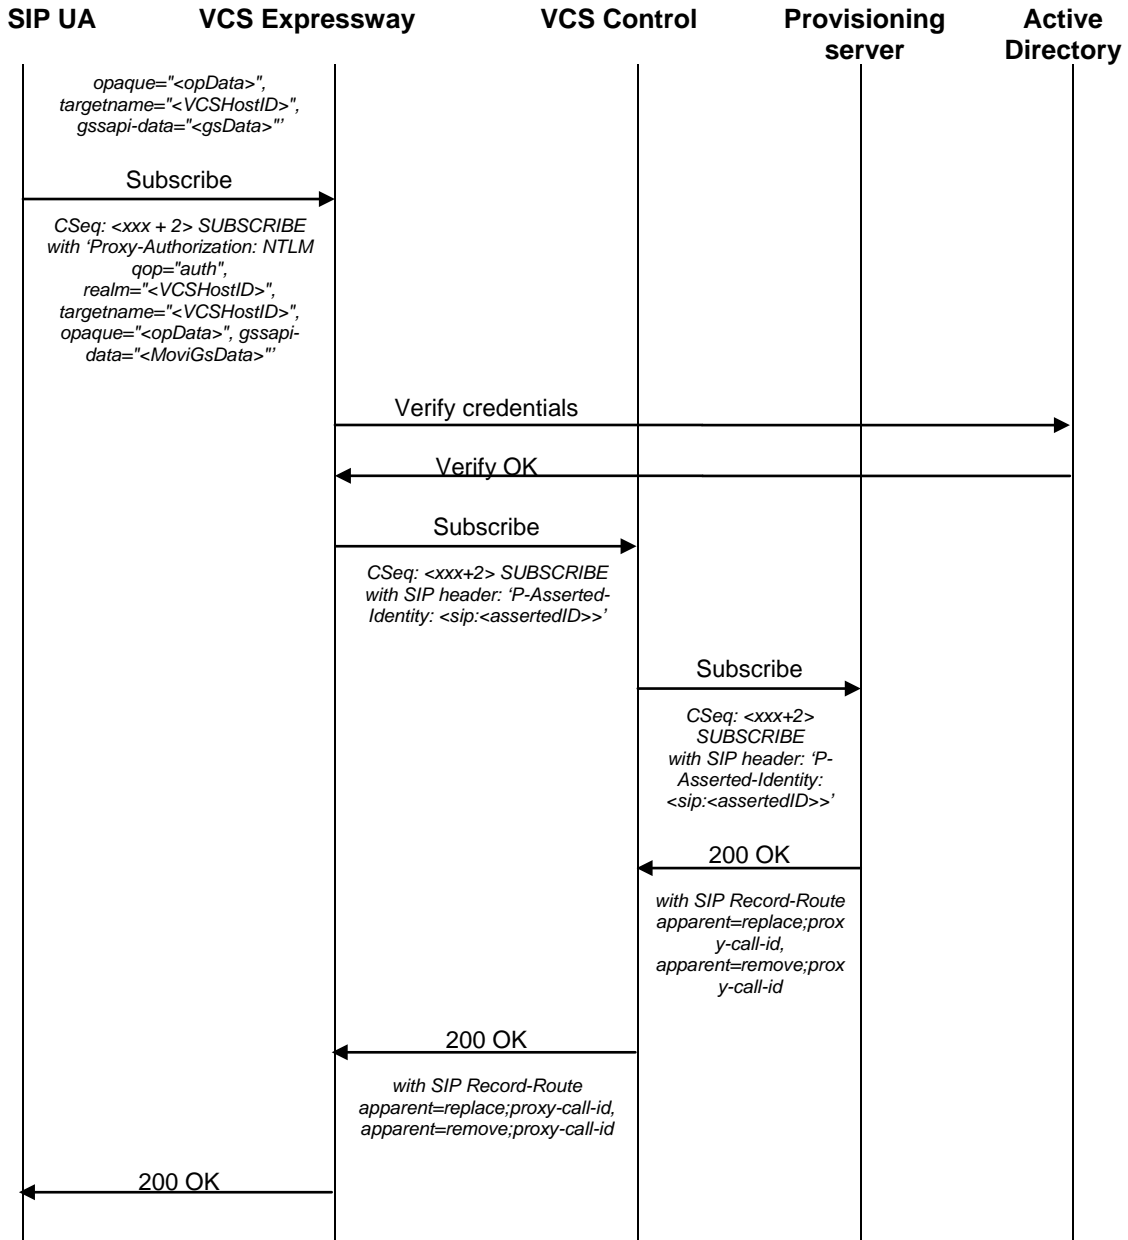 SIP UA
VCS Expressway
VCS Control
Provisioning
server
Active
Directory
opaque="<opData>",
targetname="<VCSHostID>",
gssapi-data="<gsData>"’
Subscribe
CSeq: <xxx + 2> SUBSCRIBE
with ‘Proxy-Authorization: NTLM
qop="auth",
realm="<VCSHostID>",
targetname="<VCSHostID>",
opaque="<opData>", gssapi-
data="<MoviGsData>"’
Verify credentials
Verify OK
Subscribe
CSeq: <xxx+2> SUBSCRIBE
with SIP header: ‘P-Asserted-
Identity: <sip:<assertedID>>’
Subscribe
CSeq: <xxx+2>
SUBSCRIBE
with SIP header: ‘P-
Asserted-Identity:
<sip:<assertedID>>’
200 OK
with SIP Record-Route
apparent=replace;prox
y-call-id,
apparent=remove;prox
y-call-id
200 OK
with SIP Record-Route
apparent=replace;proxy-call-id,
apparent=remove;proxy-call-id
200 OK